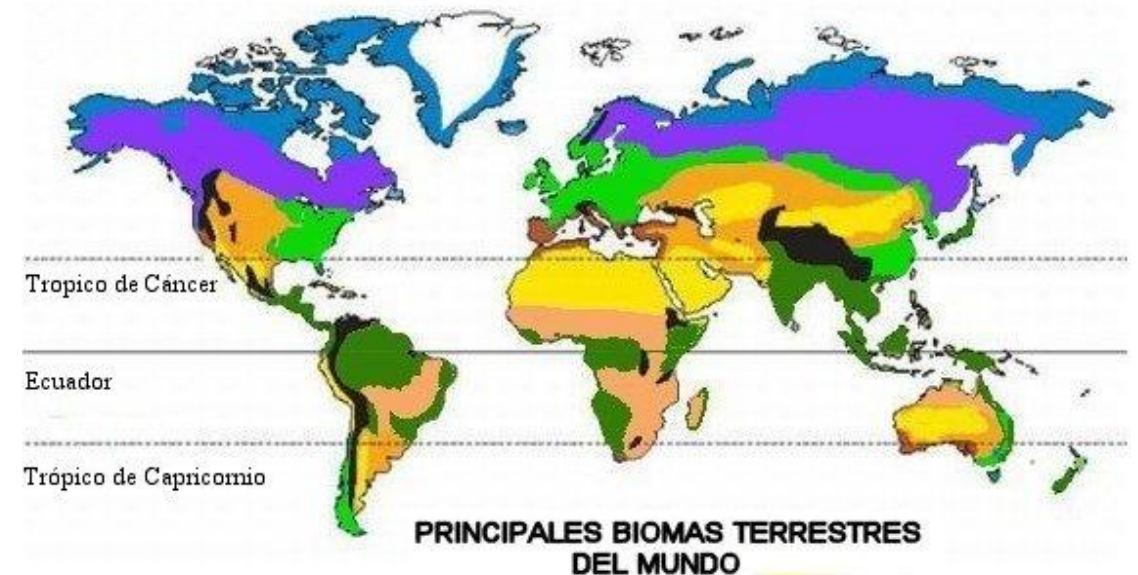 Tropico de Cáncer
Ecuador
Trópico de Capricornio
PRINCIPALES BIOMAS TERRESTRES
DEL MUNDO